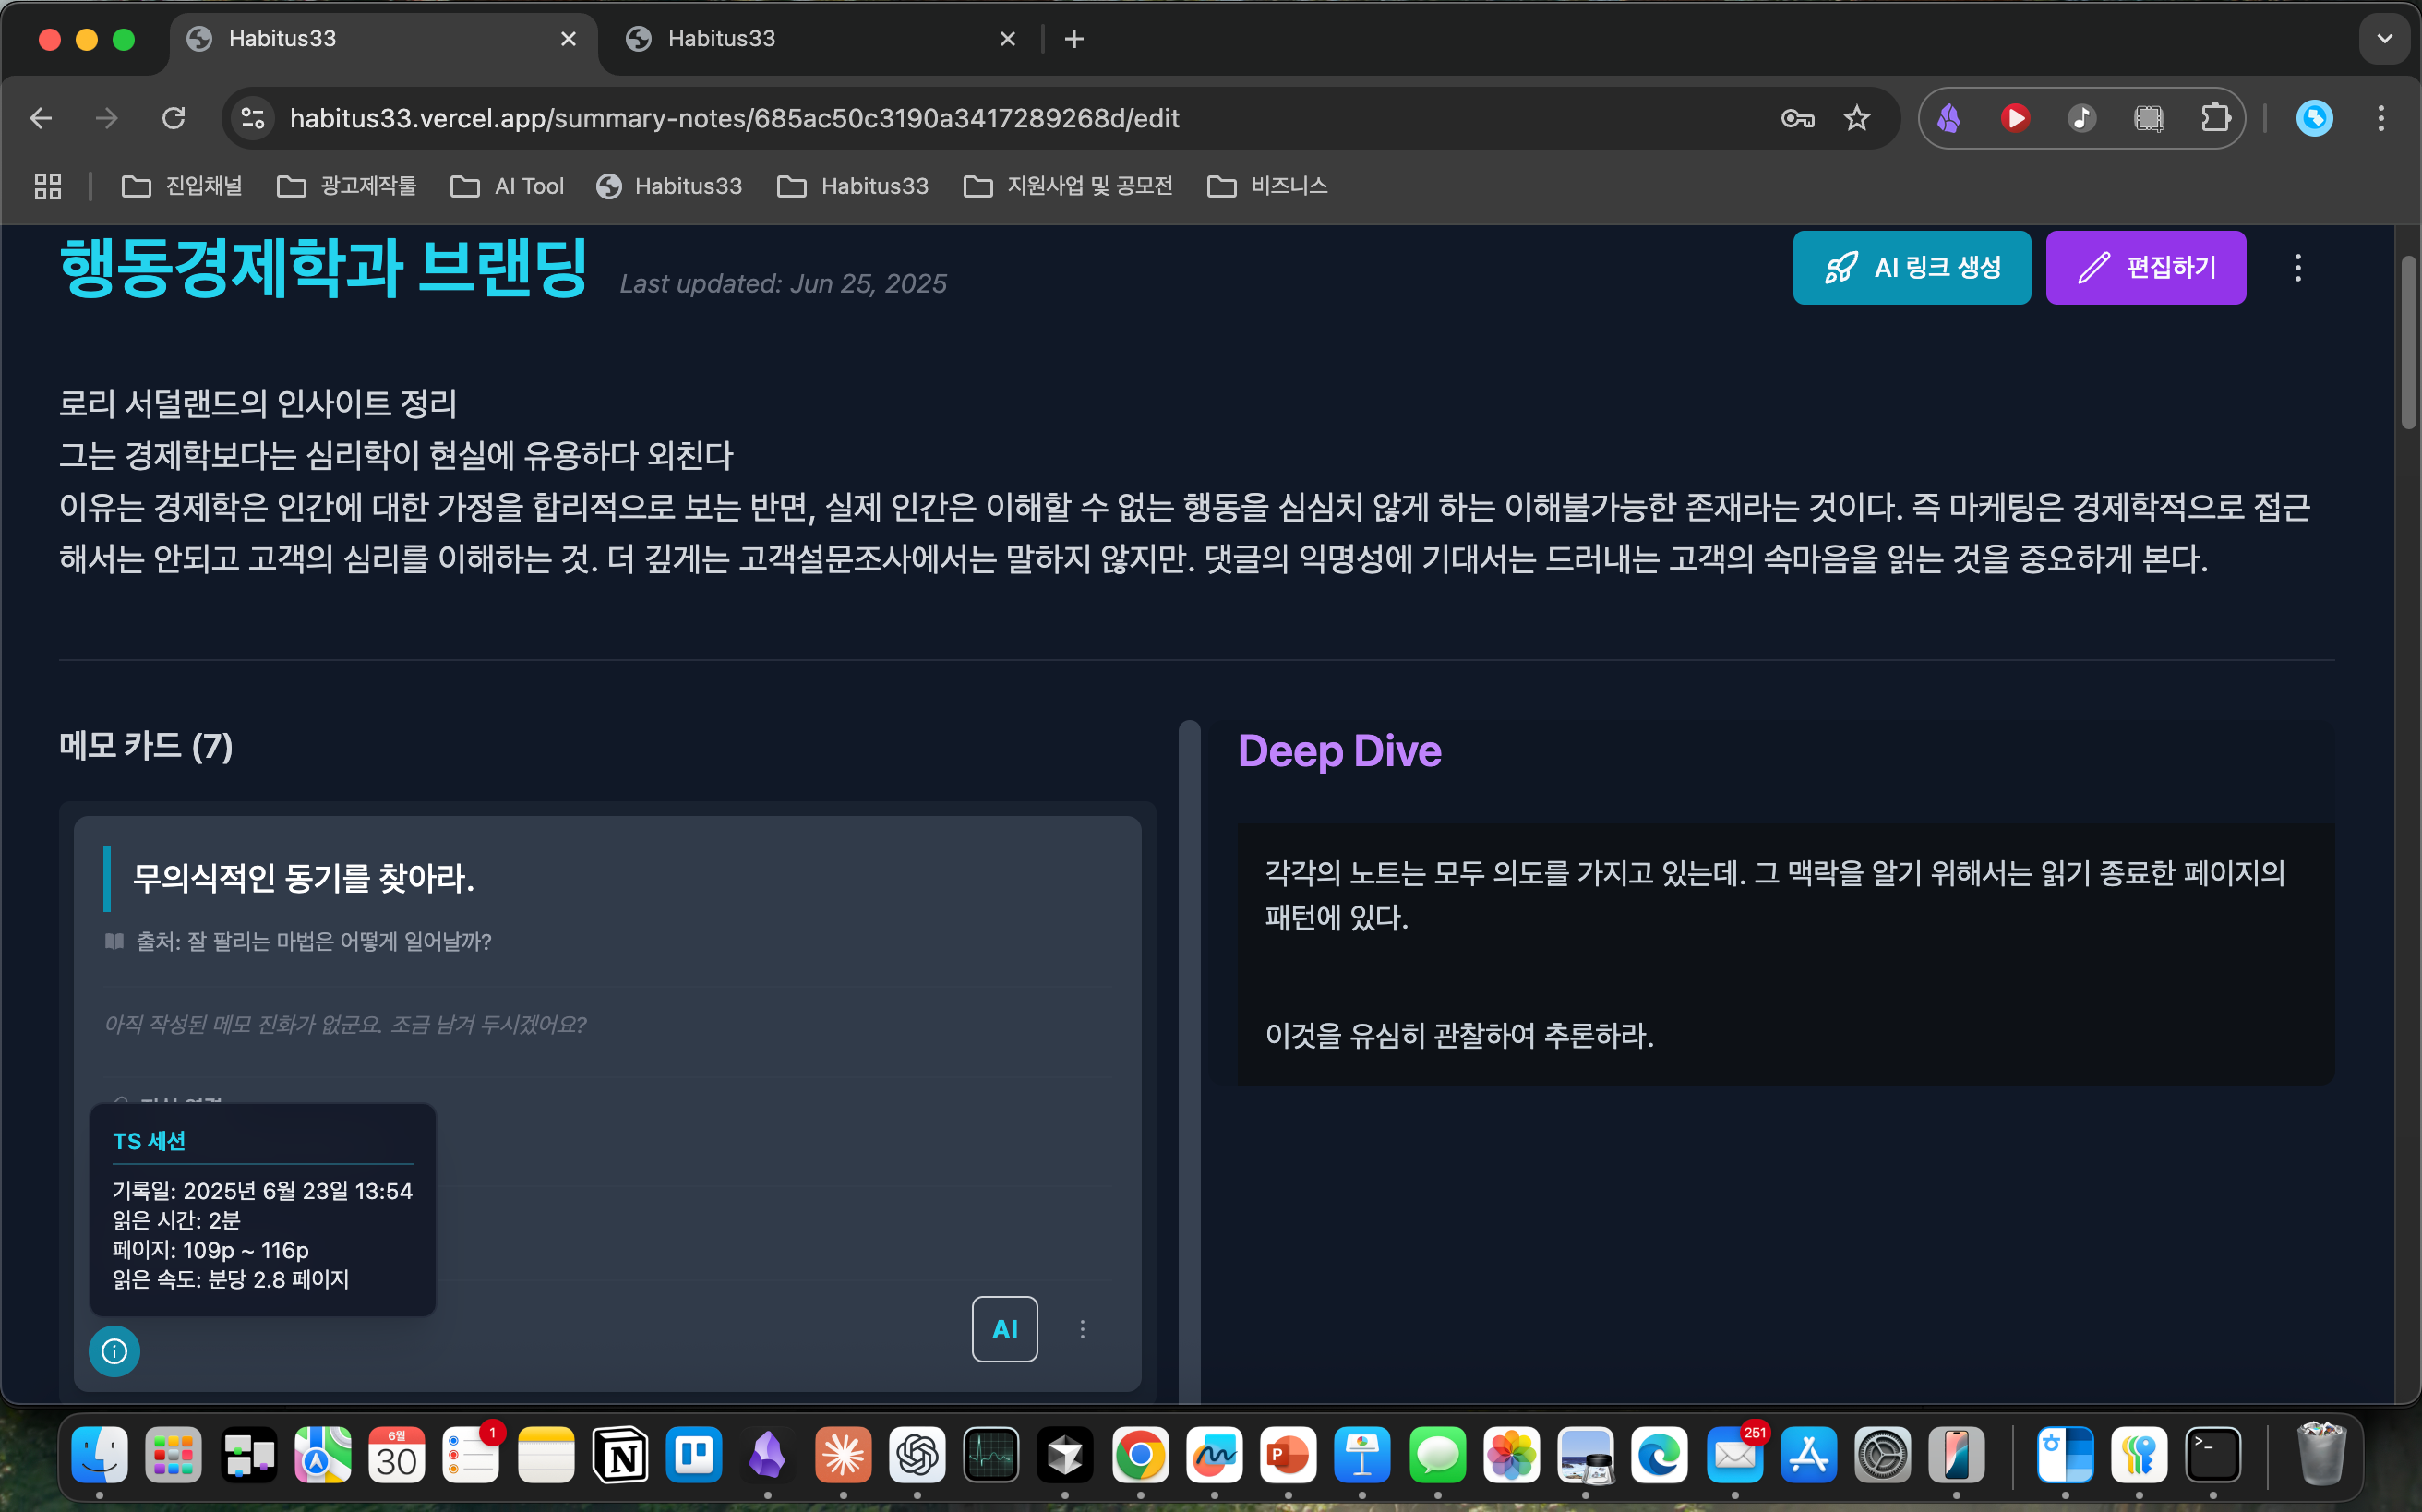 Habitus33
Habitus33
habitus33.vercel.app/summary-notes/685ac50c3190a3417289268d/edit
진입채널
광고제작툴
AI Tool
Habitus33
Habitus33
지원사업 및 공모전
비즈니스
행동경제학과 브랜딩
Last updated: Jun 25, 2025
AI 링크 생성
편집하기
로리 서덜랜드의 인사이트 정리
그는 경제학보다는 심리학이 현실에 유용하다 외친다
이유는 경제학은 인간에 대한 가정을 합리적으로 보는 반면, 실제 인간은 이해할 수 없는 행동을 심심치 않게 하는 이해불가능한 존재라는 것이다. 즉 마케팅은 경제학적으로 접근
해서는 안되고 고객의 심리를 이해하는 것. 더 깊게는 고객설문조사에서는 말하지 않지만. 댓글의 익명성에 기대서는 드러내는 고객의 속마음을 읽는 것을 중요하게 본다.
메모 카드 (7)
무의식적인 동기를 찾아라.
출처: 잘 팔리는 마법은 어떻게 일어날까?
아직 작성된 메모 진화가 없군요. 조금 남겨 두시겠어요?
TS 세션
기록일: 2025년 6월 23일 13:54
읽은 시간: 2분
페이지: 109p ~ 116p
읽은 속도: 분당 2.8 페이지
AI
Deep Dive
각각의 노트는 모두 의도를 가지고 있는데. 그 맥락을 알기 위해서는 읽기 종료한 페이지의
패턴에 있다.
이것을 유심히 관찰하여 추론하라.
6월
30
1
251